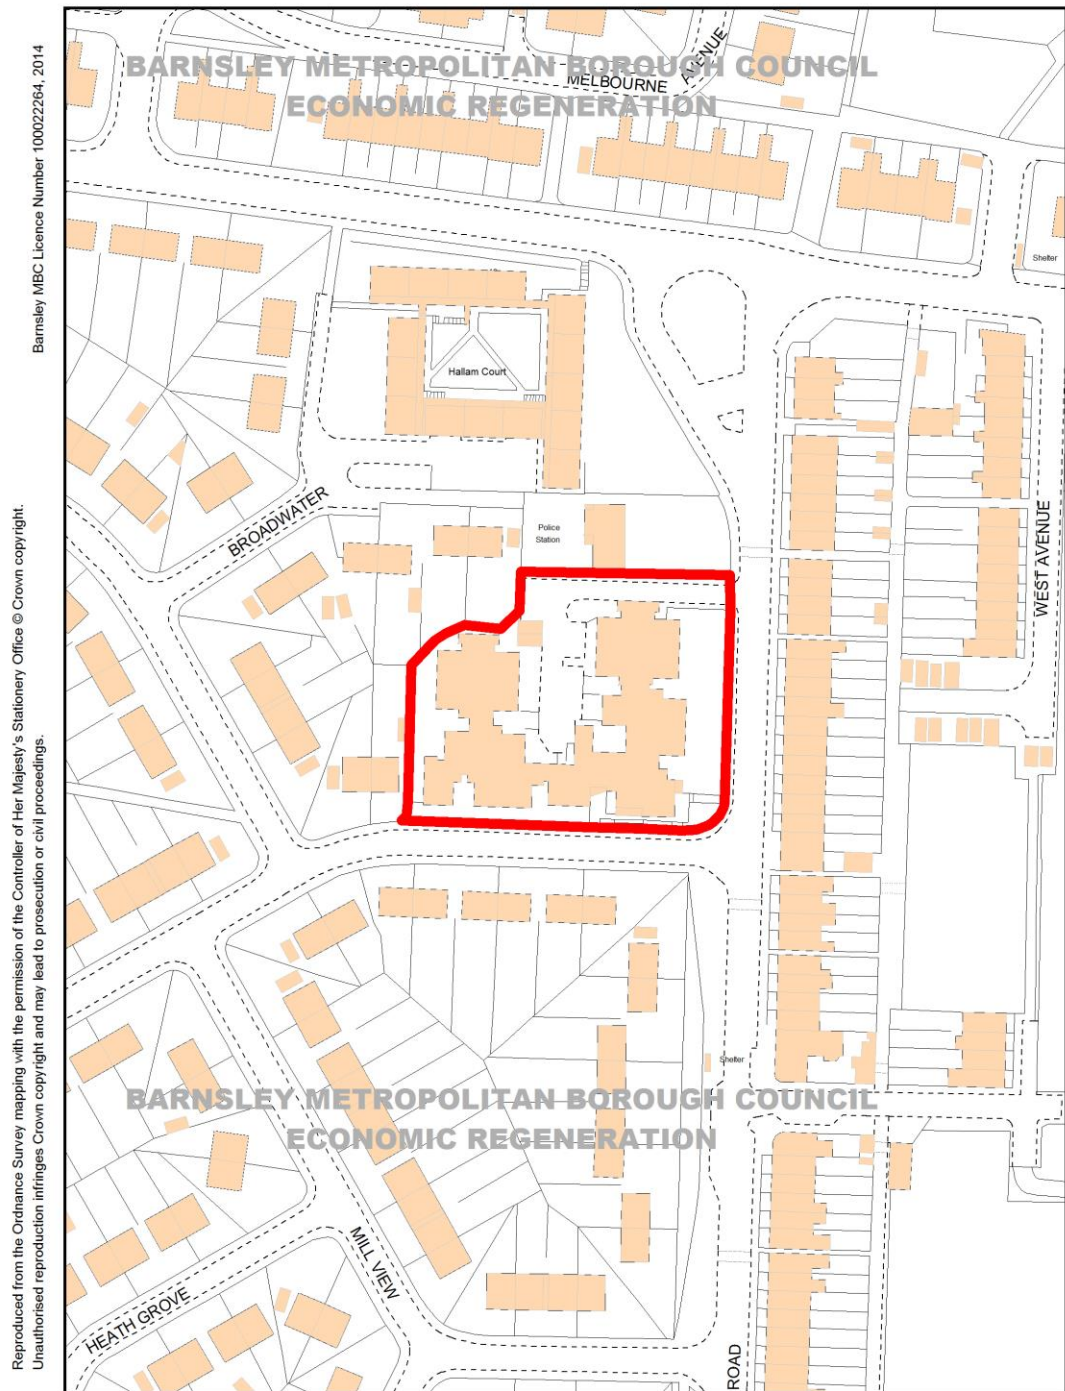 BARNSLEY METROPOLITAN BOROUGH COUNCIL
ECONOMIC REGENERATION
MELBOURNE
AVENUE
Shelter
Hallam Court
BROADWATER
Police
Station
WEST AVENUE
Shelter
BARNSLEY METROPOLITAN BOROUGH COUNCIL
ECONOMIC REGENERATION
MILL VIEW
HEATH GROVE
ROAD
Reproduced from the Ordnance Survey mapping with the permission of the Controller of Her Majesty's Stationery Office © Crown copyright.
Unauthorised reproduction infringes Crown copyright and may lead to prosecution or civil proceedings.
Barnsley MBC Licence Number 100022264, 2014